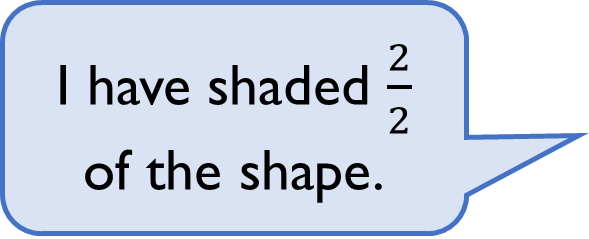 I have shaded 2/2
of the shape.